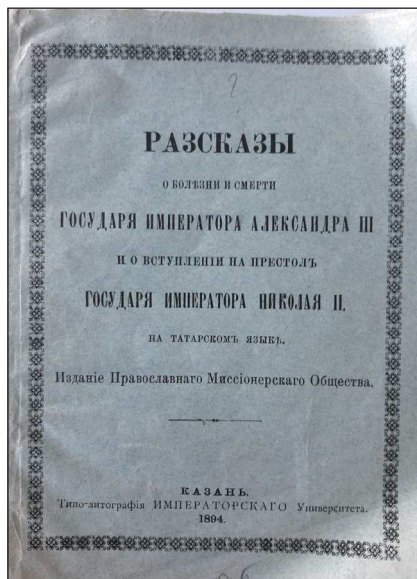 РАЗСКАЗЫ
О БОЛѢЗНИ И СМЕРТИ
ГОСУДАРЯ ИМПЕРАТОРА АЛЕКСАНДРА III
И О ВСТУПЛЕНІИ НА ПРЕСТОЛЪ
ГОСУДАРЯ ИМПЕРАТОРА НИКОЛАЯ II.
НА ТАТАРСКОМЪ ЯЗЫКѢ.
Изданіе Православнаго Миссіонерскаго Общества.
КАЗАНЬ.
Типо-литографія ИМПЕРАТОРСКАГО Университета.
1894.